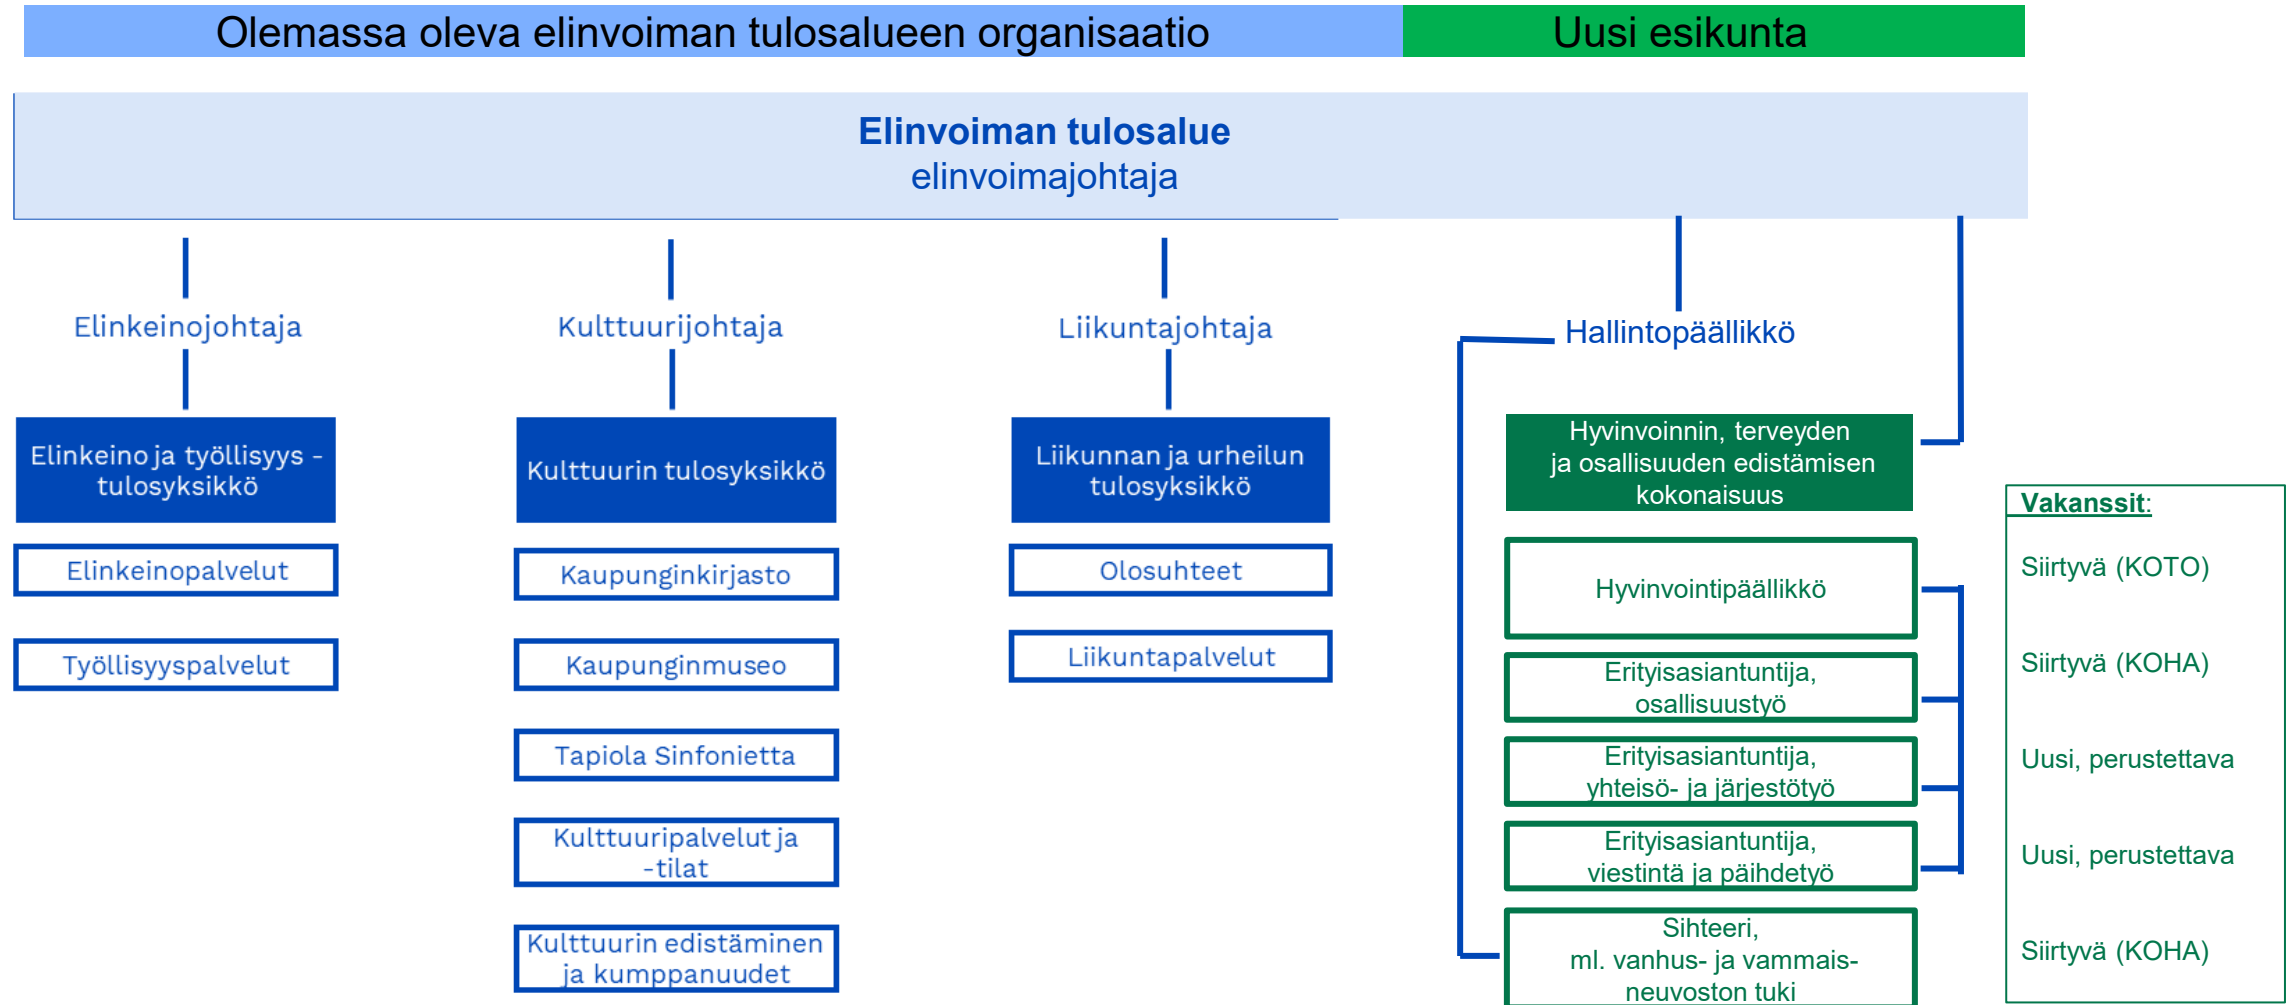 Olemassa oleva elinvoiman tulosalueen organisaatio
Uusi esikunta
Elinvoiman tulosalue
elinvoimajohtaja
Elinkeinojohtaja
Elinkeino ja työllisyys -
tulosyksikkö
Elinkeinopalvelut
Työllisyyspalvelut
Kulttuurijohtaja
Kulttuurin tulosyksikkö
Kaupunginkirjasto
Kaupunginmuseo
Tapiola Sinfonietta
Kulttuuripalvelut ja
-tilat
Kulttuurin edistäminen
ja kumppanuudet
Liikuntajohtaja
Liikunnan ja urheilun
tulosyksikkö
Olosuhteet
Liikuntapalvelut
Hallintopäällikkö
Hyvinvoinnin, terveyden
ja osallisuuden edistämisen
kokonaisuus
Hyvinvointipäällikkö
Erityisasiantuntija,
osallisuustyö
Erityisasiantuntija,
yhteisö- ja järjestötyö
Erityisasiantuntija,
viestintä ja päihdetyö
Sihteeri,
ml. vanhus- ja vammais-
neuvoston tuki
Vakanssit:
Siirtyvä (KOTO)
Siirtyvä (KOHA)
Uusi, perustettava
Uusi, perustettava
Siirtyvä (KOHA)